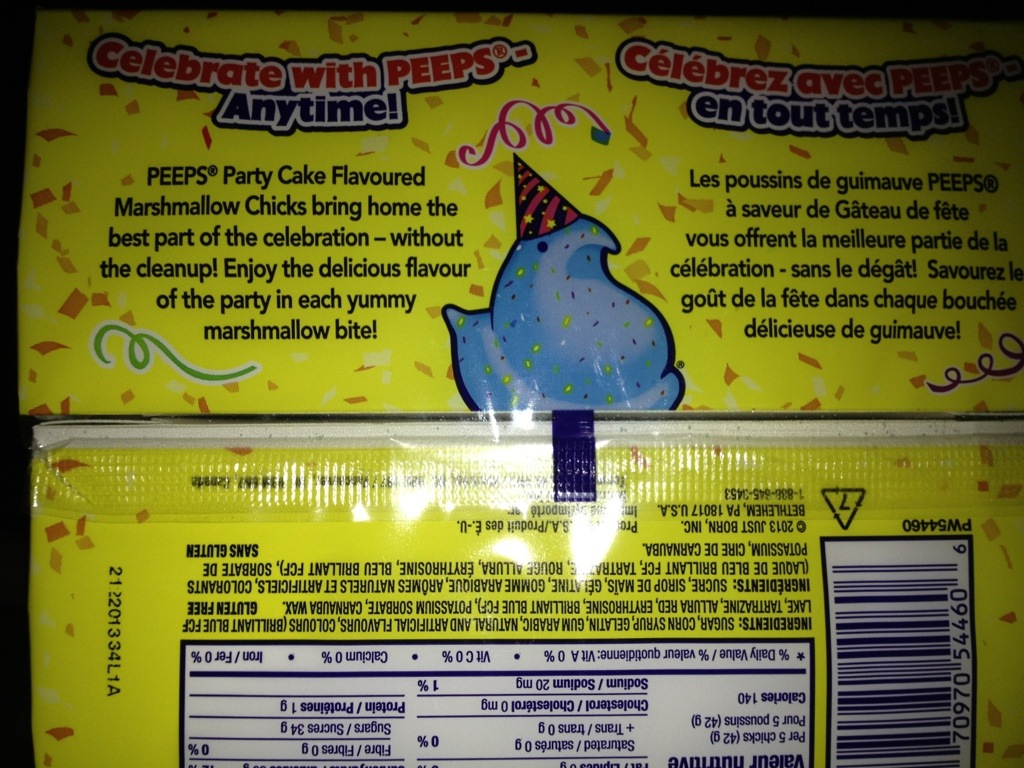 Celebrate with PEEPS®-
Anytime!
PEEPS® Party Cake Flavoured
Marshmallow Chicks bring home the
best part of the celebration – without
the cleanup! Enjoy the delicious flavour
of the party in each yummy
marshmallow bite!
Célébrez avec PEEPS®-
en tout temps!
Les poussins de guimauve PEEPS®
à saveur de Gâteau de fête
vous offrent la meilleure partie de la
célébration - sans le dégât! Savourez le
goût de la fête dans chaque bouchée
délicieuse de guimauve!
®
valeur nutritive
Per 5 chicks (42 g)
Pour 5 poussins (42 g)
Calories 140
Saturated / saturés 0 g
+ Trans / trans 0 g
0 %
Cholesterol / Cholestérol 0 mg
Sodium / Sodium 20 mg 1 %
Fibre / Fibres 0 g 0 %
Sugars / Sucres 34 g
Protein / Protéines 1 g
* % Daily Value / % valeur quotidienne: Vit A 0 % • Vit C 0 % • Calcium 0 % • Iron / Fer 0 %
INGREDIENTS: SUGAR, CORN SYRUP, GELATIN, GUM ARABIC, NATURAL AND ARTIFICIAL FLAVOURS, COLOURS (BRILLIANT BLUE FCF
LAKE, TARTRAZINE, ALLURA RED, ERYTHROSINE, BRILLIANT BLUE FCF), POTASSIUM SORBATE, CARNAUBA WAX GLUTEN FREE
INGRÉDIENTS: SUCRE, SIROP DE MAÏS, GÉLATINE, GOMME ARABIQUE, ARÔMES NATURELS ET ARTIFICIELS, COLORANTS
(LAQUE DE BLEU BRILLANT FCF, TARTRAZINE, ROUGE ALLURA, ÉRYTHROSINE, BLEU BRILLANT FCF), SORBATE DE
POTASSIUM, CIRE DE CARNAUBA. SANS GLUTEN
© 2013 JUST BORN, INC.
BETHLEHEM, PA 18017 U.S.A.
1-838-645-3453
/Produit des É.-U.
7
PW54460
7 09970 54460 6
212201334L1A